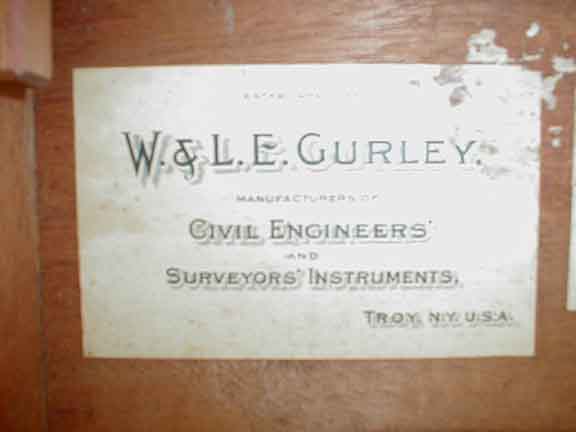 W. & L. E. GURLEY.
MANUFACTURERS OF
CIVIL ENGINEERS'
AND
SURVEYORS' INSTRUMENTS,
TROY, N.Y. U.S.A.